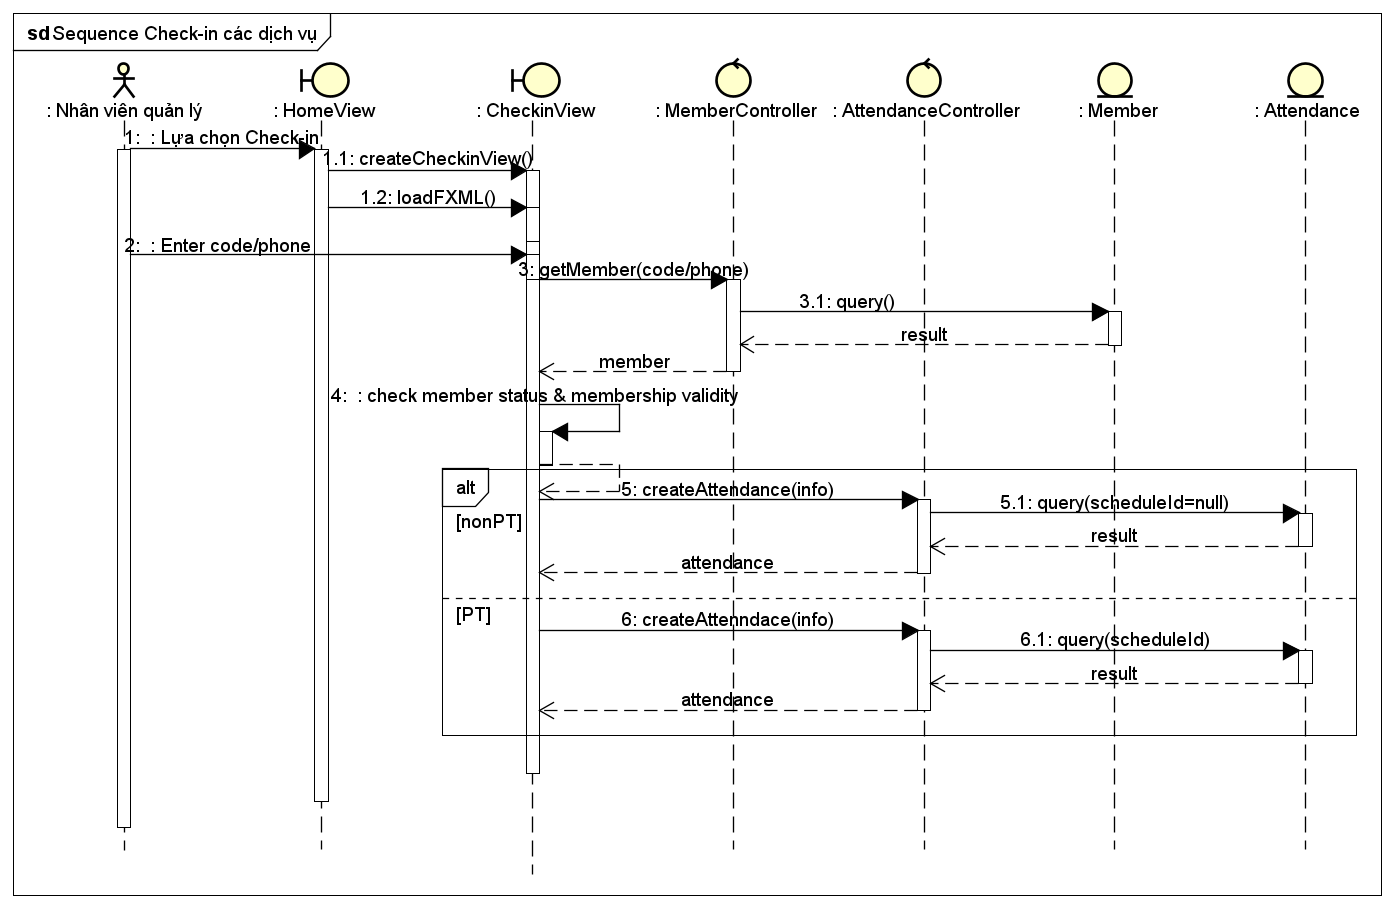 sd Sequence Check-in các dịch vụ
: Nhân viên quản lý
: HomeView
: CheckinView
: MemberController
: AttendanceController
: Member
: Attendance
1: : Lựa chọn Check-in
1.1: createCheckinView()
1.2: loadFXML()
2: : Enter code/phone
3: getMember(code/phone)
3.1: query()
result
member
4: : check member status & membership validity
alt
5: createAttendance(info)
5.1: query(scheduleId=null)
[nonPT]
result
attendance
[PT]
6: createAttenndace(info)
6.1: query(scheduleId)
result
attendance